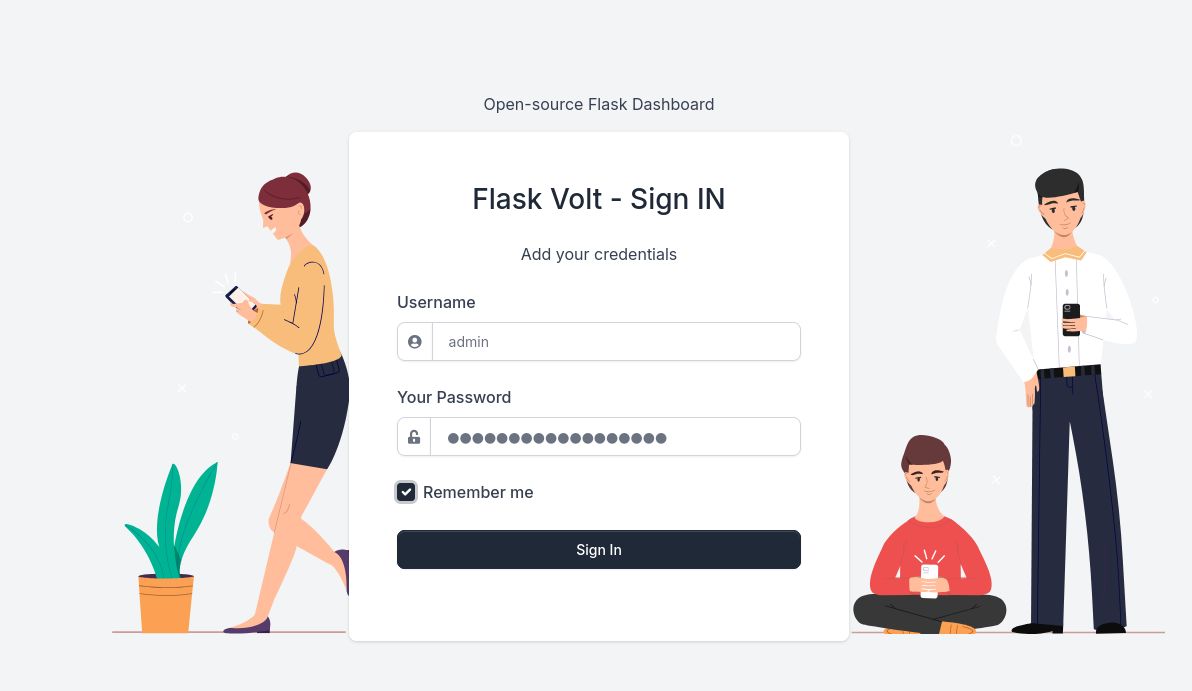 Open-source Flask Dashboard
Flask Volt - Sign IN
Add your credentials
Username
admin
Your Password
●●●●●●●●●●●●●●●●●●
Remember me
Sign In